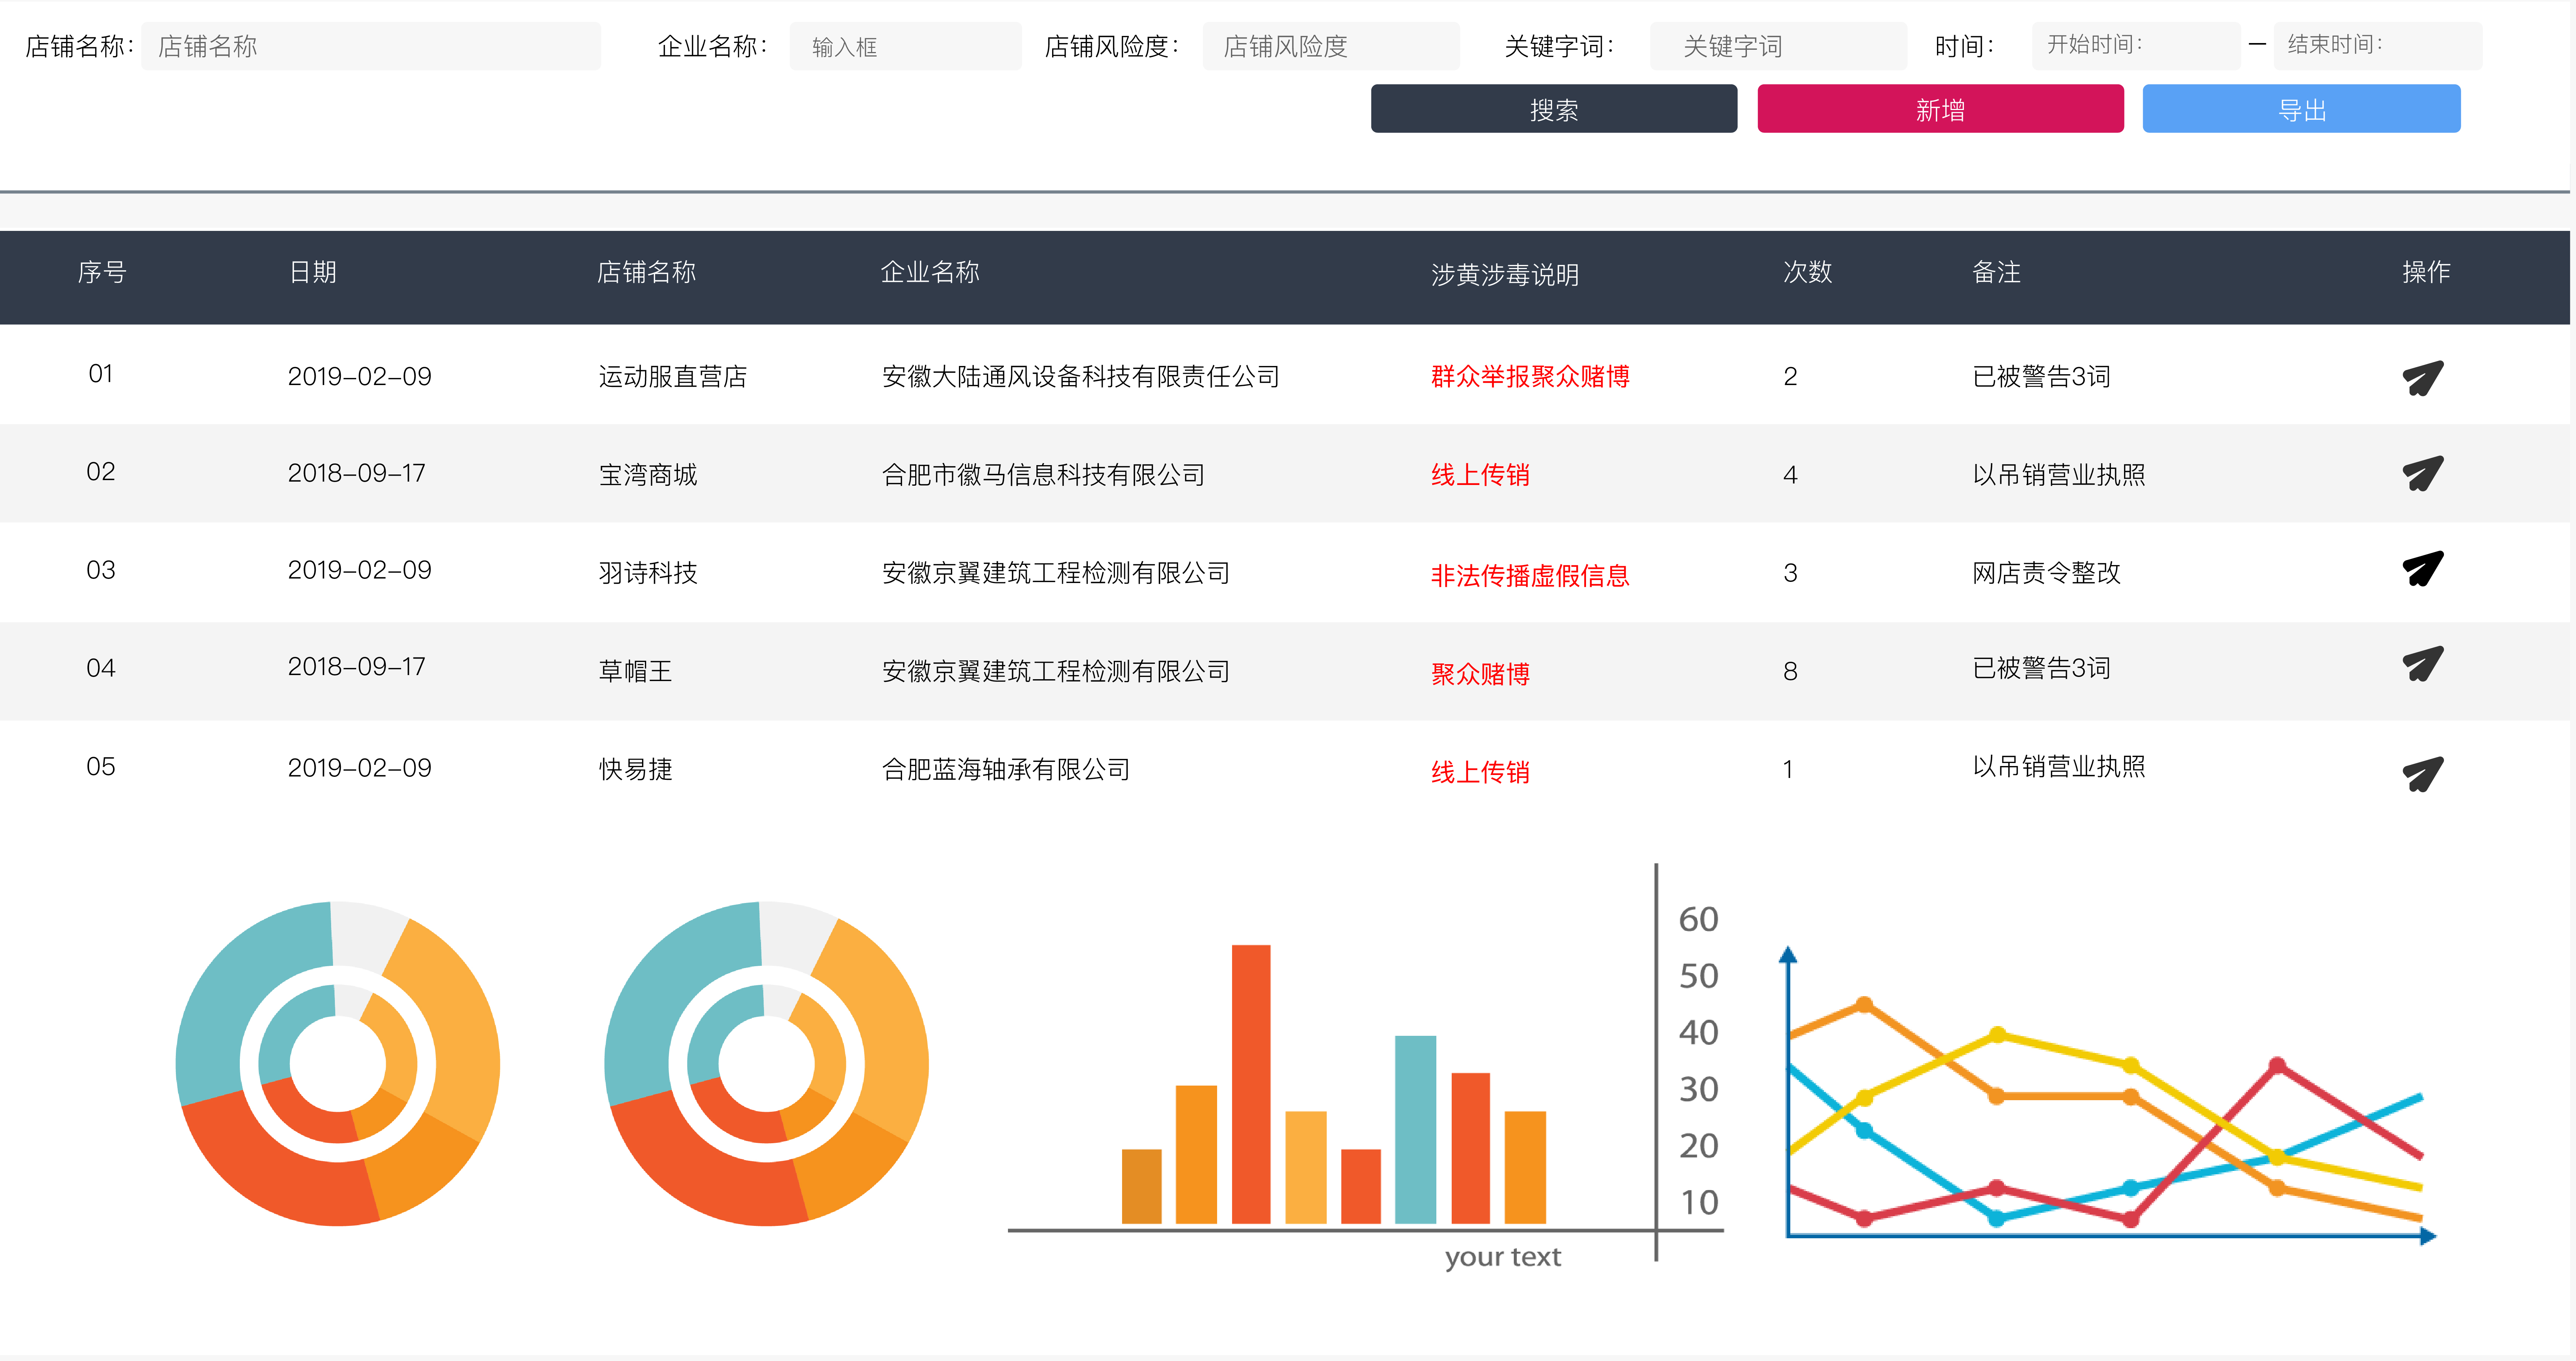 店铺名称： 店铺名称 企业名称： 输入框 店铺风险度： 店铺风险度 关键字词： 关键字词 时间： 开始时间： — 结束时间：
搜索 新增 导出
序号 日期 店铺名称 企业名称 涉黄涉毒说明 次数 备注 操作
01 2019-02-09 运动服直营店 安徽大陆通风设备科技有限责任公司 群众举报聚众赌博 2 已被警告3词
02 2018-09-17 宝湾商城 合肥市徽马信息科技有限公司 线上传销 4 以吊销营业执照
03 2019-02-09 羽诗科技 安徽京翼建筑工程检测有限公司 非法传播虚假信息 3 网店责令整改
04 2018-09-17 草帽王 安徽京翼建筑工程检测有限公司 聚众赌博 8 已被警告3词
05 2019-02-09 快易捷 合肥蓝海轴承有限公司 线上传销 1 以吊销营业执照
60
50
40
30
20
10
your text